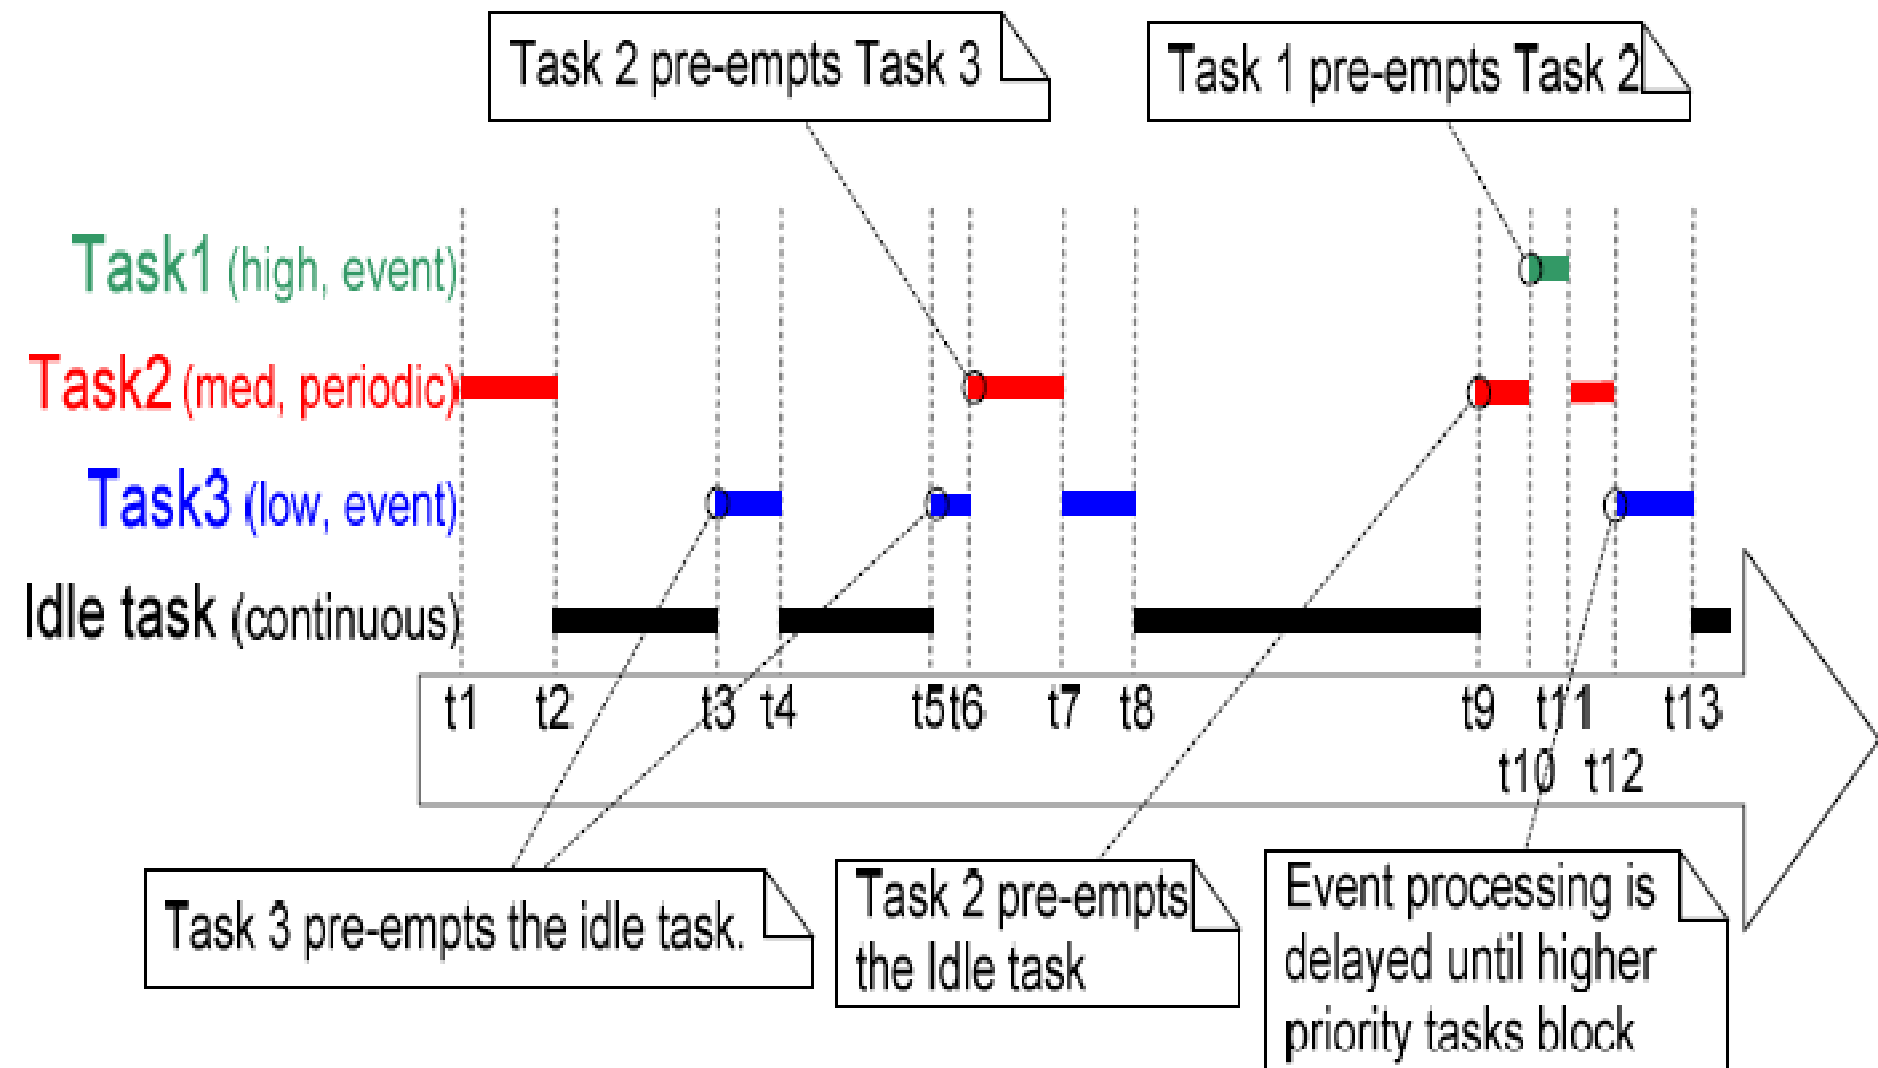 Task 2 pre-empts Task 3
Task 1 pre-empts Task 2
Task1 (high, event)
Task2 (med, periodic)
Task3 (low, event)
Idle task (continuous)
t1 t2 t3 t4 t5 t6 t7 t8 t9 t11 t13
t10 t12
Task 3 pre-empts the idle task.
Task 2 pre-empts
the Idle task
Event processing is
delayed until higher
priority tasks block